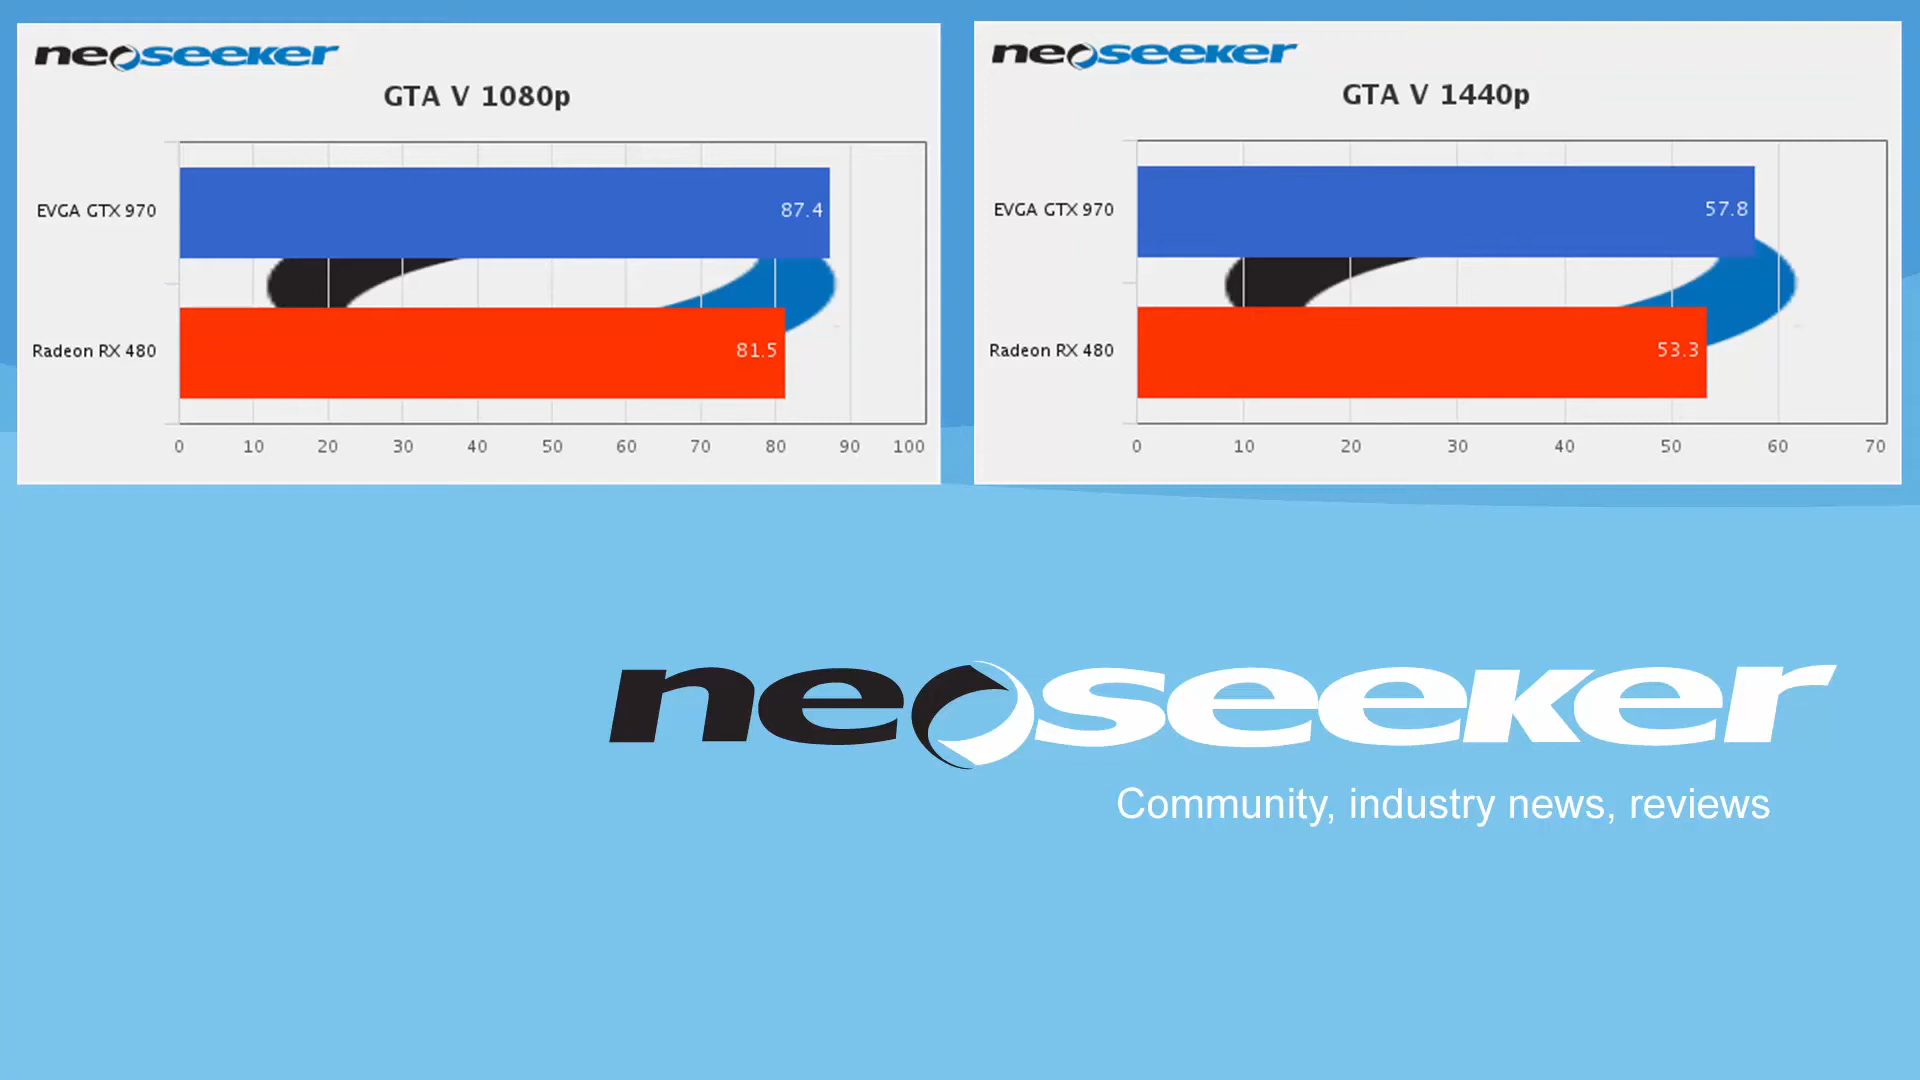 neoseeker
GTA V 1080p
EVGA GTX 970
87.4
Radeon RX 480
81.5
0 10 20 30 40 50 60 70 80 90 100
neoseeker
GTA V 1440p
EVGA GTX 970
57.8
Radeon RX 480
53.3
0 10 20 30 40 50 60 70
neoseeker
Community, industry news, reviews